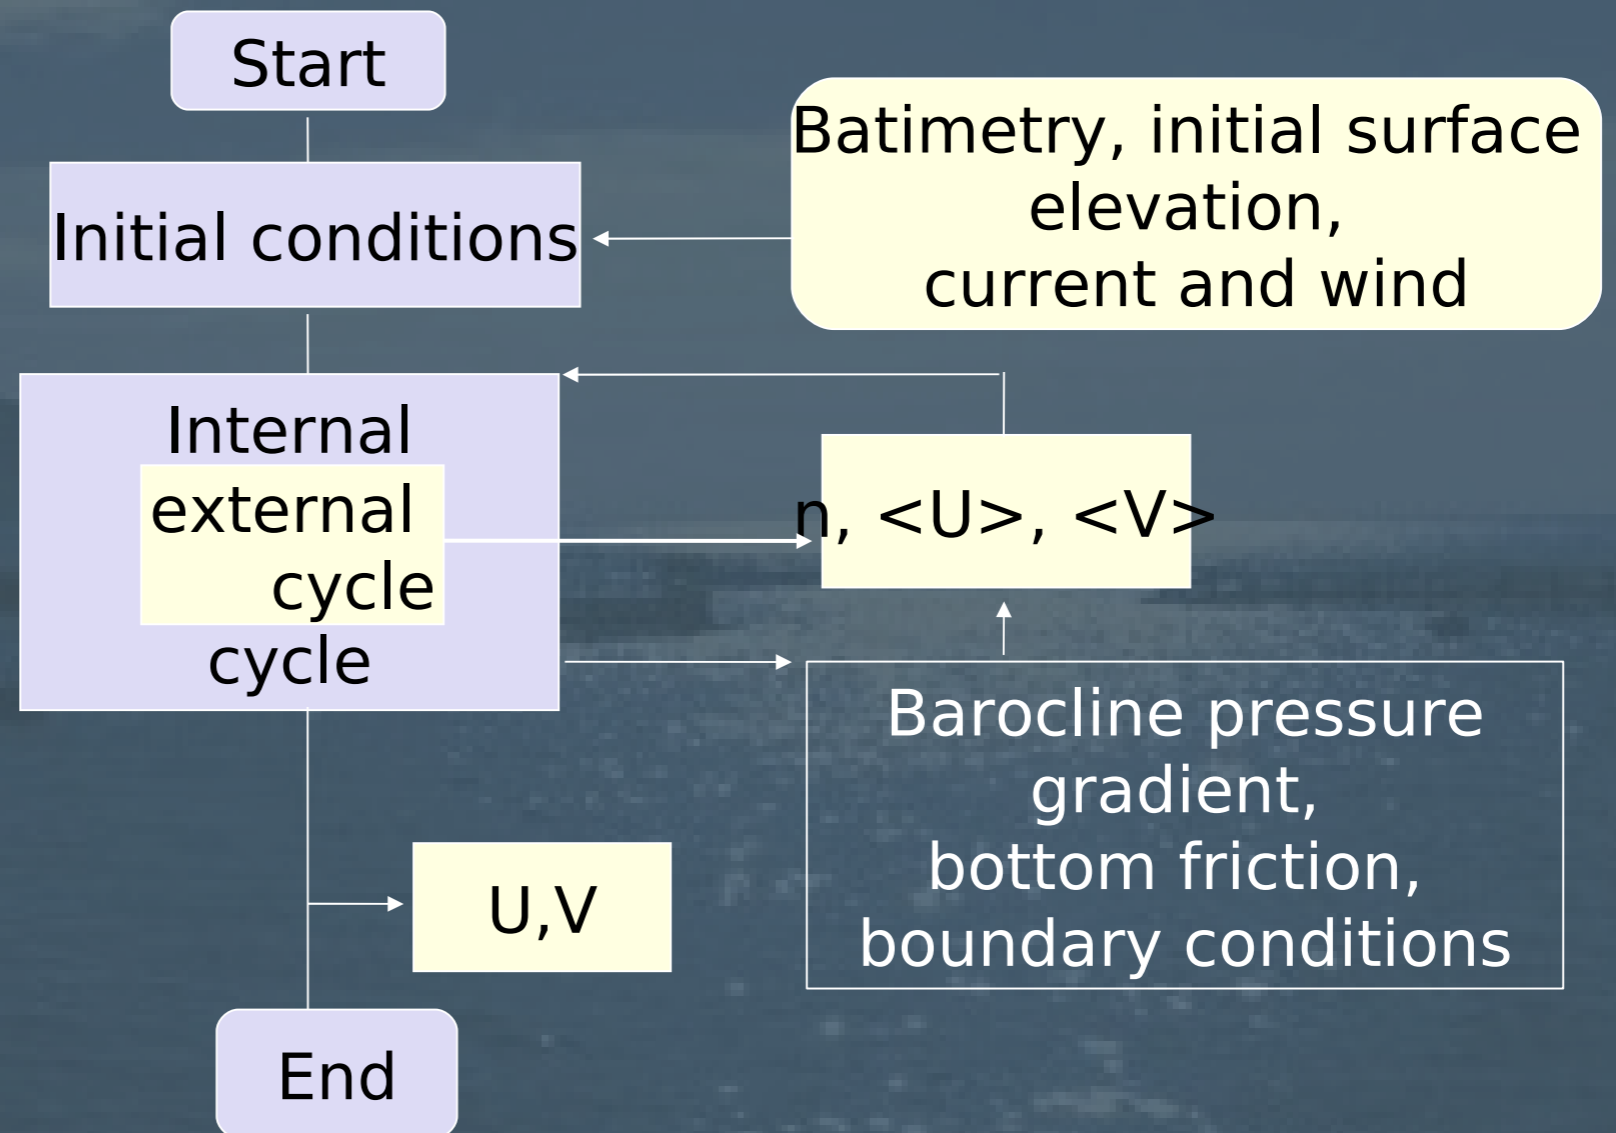 Start
Batimetry, initial surface
elevation,
current and wind
Initial conditions
Internal
external
cycle
cycle
n, <U>, <V>
Barocline pressure
gradient,
bottom friction,
boundary conditions
U,V
End